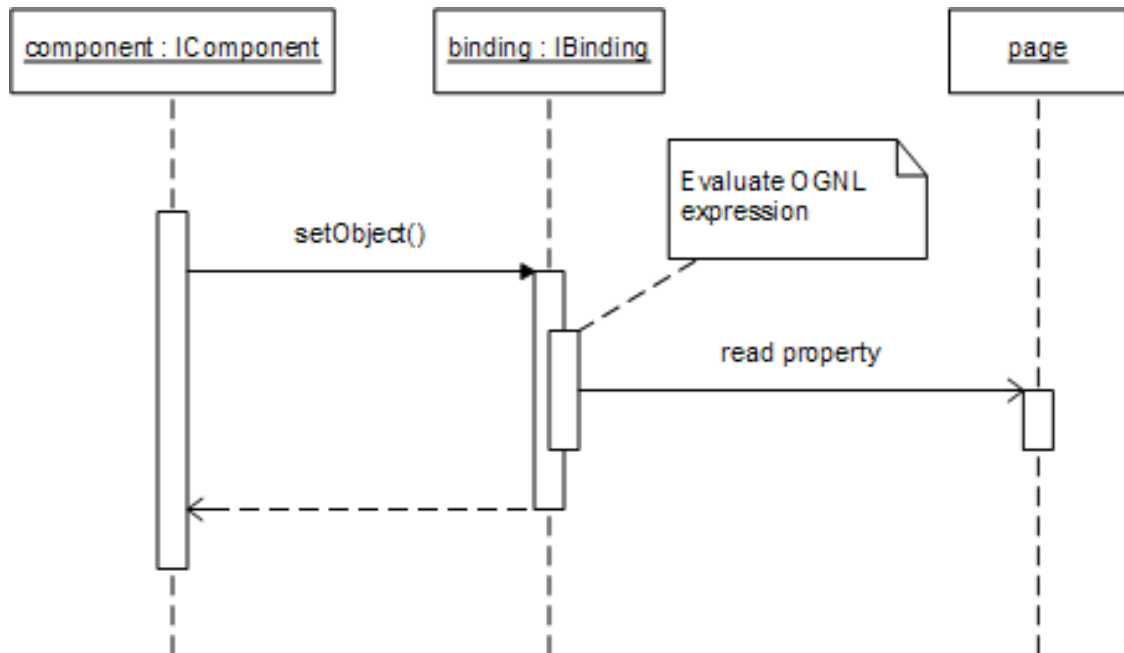 component : IComponent
binding : IBinding
page
Evaluate OGNL
expression
setObject()
read property